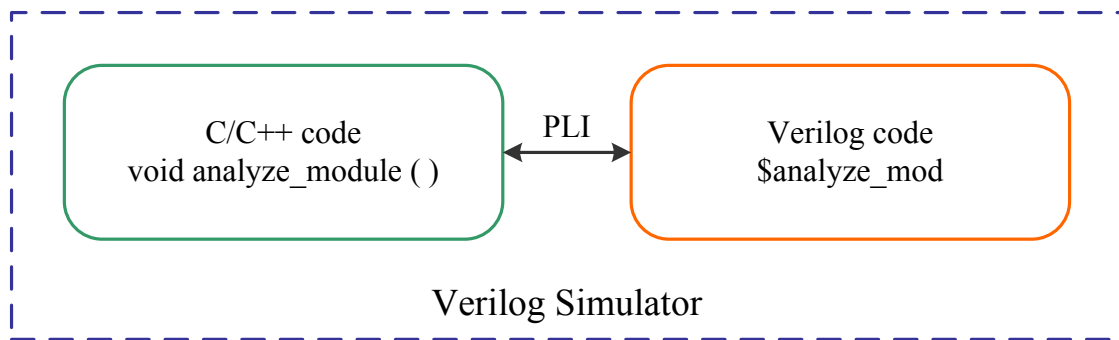 C/C++ code
void analyze_module ( )
PLI
Verilog code
$analyze_mod
Verilog Simulator